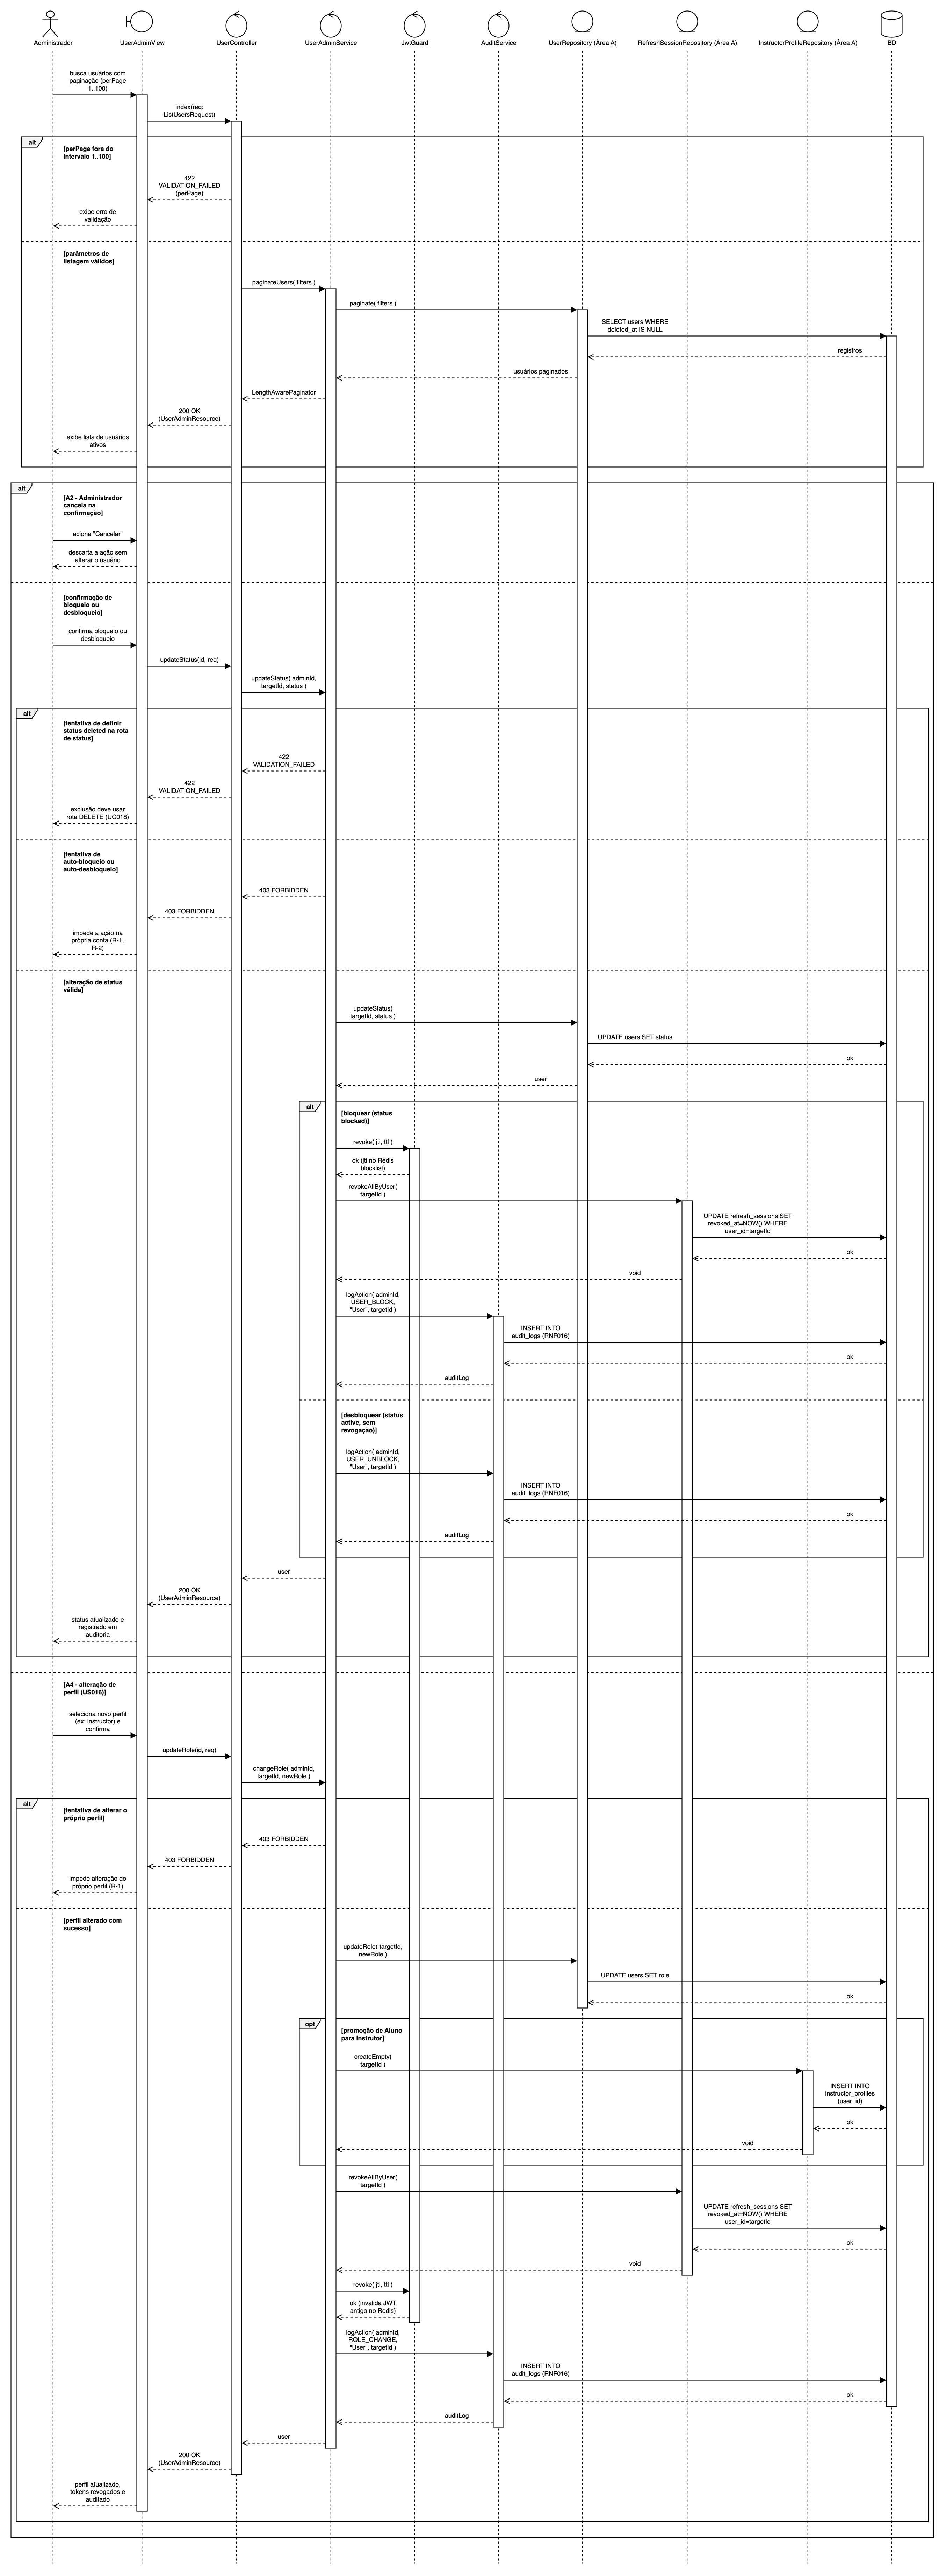 Administrador
UserAdminView
UserController
UserAdminService
JwtGuard
AuditService
UserRepository (Área A)
RefreshSessionRepository (Área A)
InstructorProfileRepository (Área A)
BD
busca usuários com
paginação (perPage
1..100)
index(req:
ListUsersRequest)
alt
[perPage fora do
intervalo 1..100]
422
VALIDATION_FAILED
(perPage)
exibe erro de
validação
[parâmetros de
listagem válidos]
paginateUsers( filters )
paginate( filters )
SELECT users WHERE
deleted_at IS NULL
registros
usuários paginados
LengthAwarePaginator
200 OK
(UserAdminResource)
exibe lista de usuários
ativos
alt
[A2 - Administrador
cancela na
confirmação]
aciona "Cancelar"
descarta a ação sem
alterar o usuário
[confirmação de
bloqueio ou
desbloqueio]
confirma bloqueio ou
desbloqueio
updateStatus(id, req)
updateStatus( adminId,
targetId, status )
alt
[tentativa de definir
status deleted na rota
de status]
422
VALIDATION_FAILED
422
VALIDATION_FAILED
exclusão deve usar
rota DELETE (UC018)
[tentativa de
auto-bloqueio ou
auto-desbloqueio]
403 FORBIDDEN
403 FORBIDDEN
impede a ação na
própria conta (R-1,
R-2)
[alteração de status
válida]
updateStatus(
targetId, status )
UPDATE users SET status
ok
user
alt
[bloquear (status
blocked)]
revoke( jti, ttl )
ok (jti no Redis
blocklist)
revokeAllByUser(
targetId )
UPDATE refresh_sessions SET
revoked_at=NOW() WHERE
user_id=targetId
ok
void
logAction( adminId,
USER_BLOCK,
"User", targetId )
INSERT INTO
audit_logs (RNF016)
ok
auditLog
[desbloquear (status
active, sem
revogação)]
logAction( adminId,
USER_UNBLOCK,
"User", targetId )
INSERT INTO
audit_logs (RNF016)
ok
auditLog
user
200 OK
(UserAdminResource)
status atualizado e
registrado em
auditoria
[A4 - alteração de
perfil (US016)]
seleciona novo perfil
(ex: instructor) e
confirma
updateRole(id, req)
changeRole( adminId,
targetId, newRole )
alt
[tentativa de alterar o
próprio perfil]
403 FORBIDDEN
403 FORBIDDEN
impede alteração do
próprio perfil (R-1)
[perfil alterado com
sucesso]
updateRole( targetId,
newRole )
UPDATE users SET role
ok
opt
[promoção de Aluno
para Instrutor]
createEmpty(
targetId )
INSERT INTO
instructor_profiles
(user_id)
ok
void
revokeAllByUser(
targetId )
UPDATE refresh_sessions SET
revoked_at=NOW() WHERE
user_id=targetId
ok
void
revoke( jti, ttl )
ok (invalida JWT
antigo no Redis)
logAction( adminId,
ROLE_CHANGE,
"User", targetId )
INSERT INTO
audit_logs (RNF016)
ok
auditLog
user
200 OK
(UserAdminResource)
perfil atualizado,
tokens revogados e
auditado